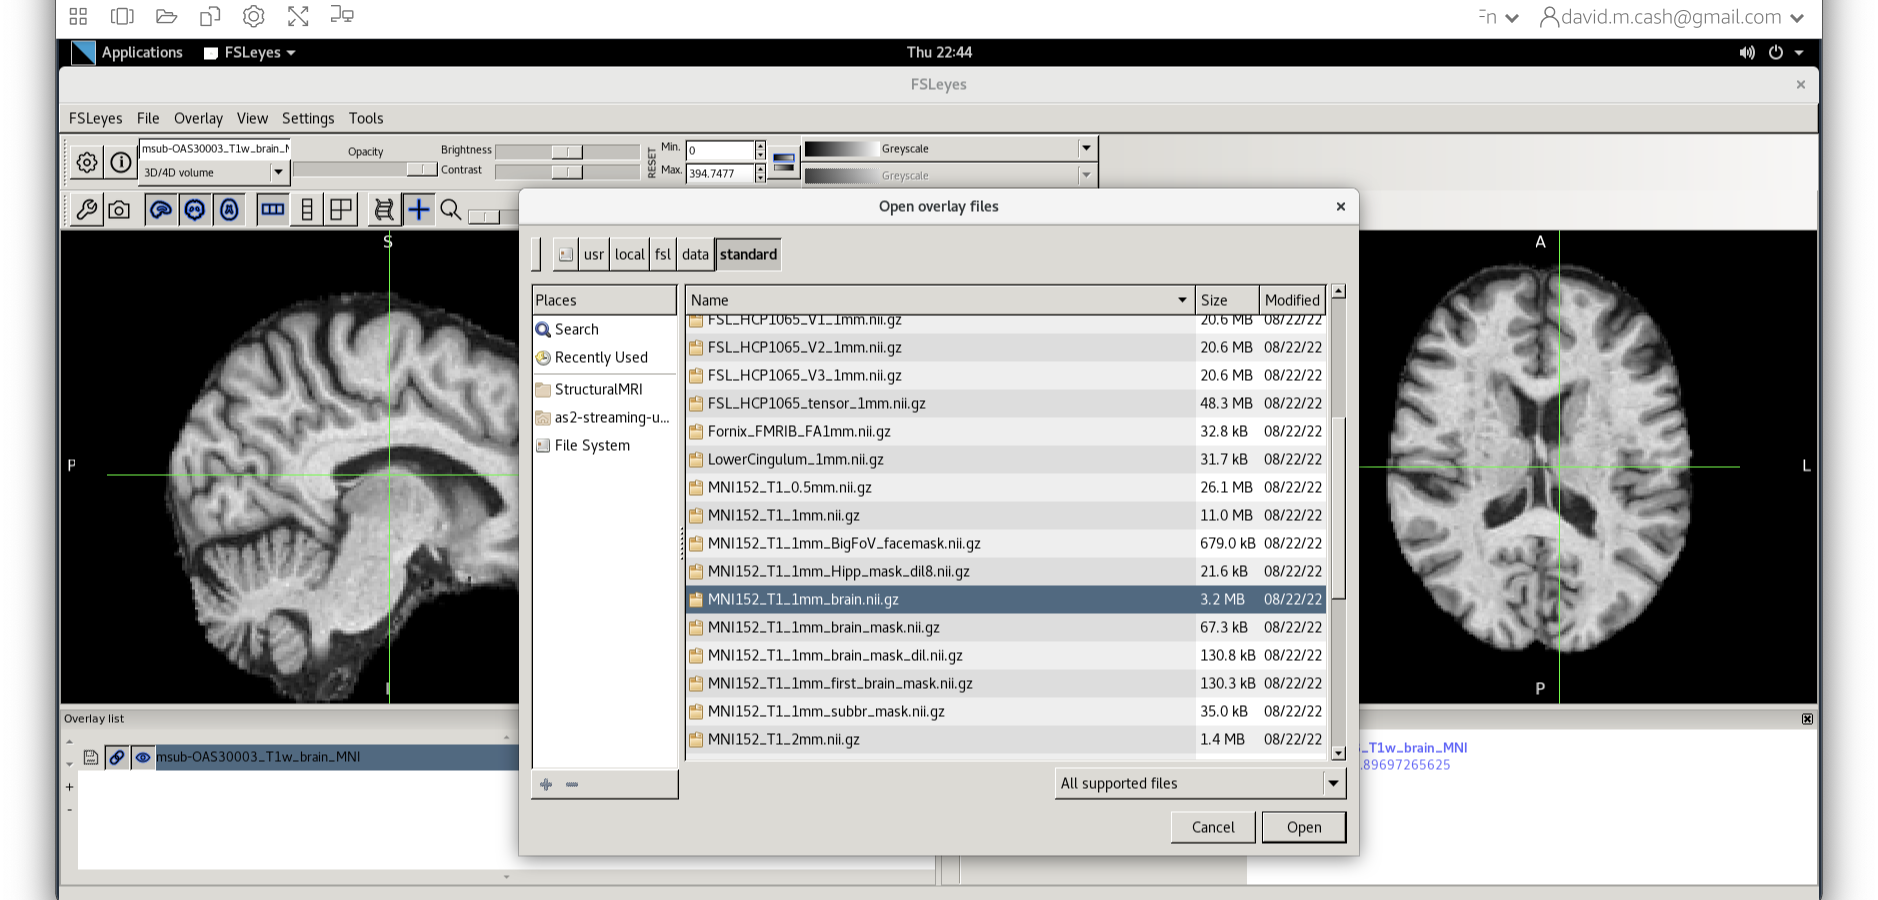 david.m.cash@gmail.com
Applications FSLeyes Thu 22:44
FSLeyes
FSLeyes File Overlay View Settings Tools
msub-OAS30003_T1w_brain_
3D/4D volume
Opacity
Brightness
Contrast
RESET
Min. 0
Max. 394.7477
Greyscale
Greyscale
Open overlay files
usr local fsl data standard
Places
Search
Recently Used
StructuralMRI
as2-streaming-u...
File System
Name Size Modified
FSL_HCP1065_V1_1mm.nii.gz 20.6 MB 08/22/22
FSL_HCP1065_V2_1mm.nii.gz 20.6 MB 08/22/22
FSL_HCP1065_V3_1mm.nii.gz 20.6 MB 08/22/22
FSL_HCP1065_tensor_1mm.nii.gz 48.3 MB 08/22/22
Fornix_FMRIB_FA1mm.nii.gz 32.8 kB 08/22/22
LowerCingulum_1mm.nii.gz 31.7 kB 08/22/22
MNI152_T1_0.5mm.nii.gz 26.1 MB 08/22/22
MNI152_T1_1mm.nii.gz 11.0 MB 08/22/22
MNI152_T1_1mm_BigFoV_facemask.nii.gz 679.0 kB 08/22/22
MNI152_T1_1mm_Hipp_mask_dil8.nii.gz 21.6 kB 08/22/22
MNI152_T1_1mm_brain.nii.gz 3.2 MB 08/22/22
MNI152_T1_1mm_brain_mask.nii.gz 67.3 kB 08/22/22
MNI152_T1_1mm_brain_mask_dil.nii.gz 130.8 kB 08/22/22
MNI152_T1_1mm_first_brain_mask.nii.gz 130.3 kB 08/22/22
MNI152_T1_1mm_subbr_mask.nii.gz 35.0 kB 08/22/22
MNI152_T1_2mm.nii.gz 1.4 MB 08/22/22
All supported files
Cancel Open
S
P
A
L
P
Overlay list
msub-OAS30003_T1w_brain_MNI
_T1w_brain_MNI
.89697265625